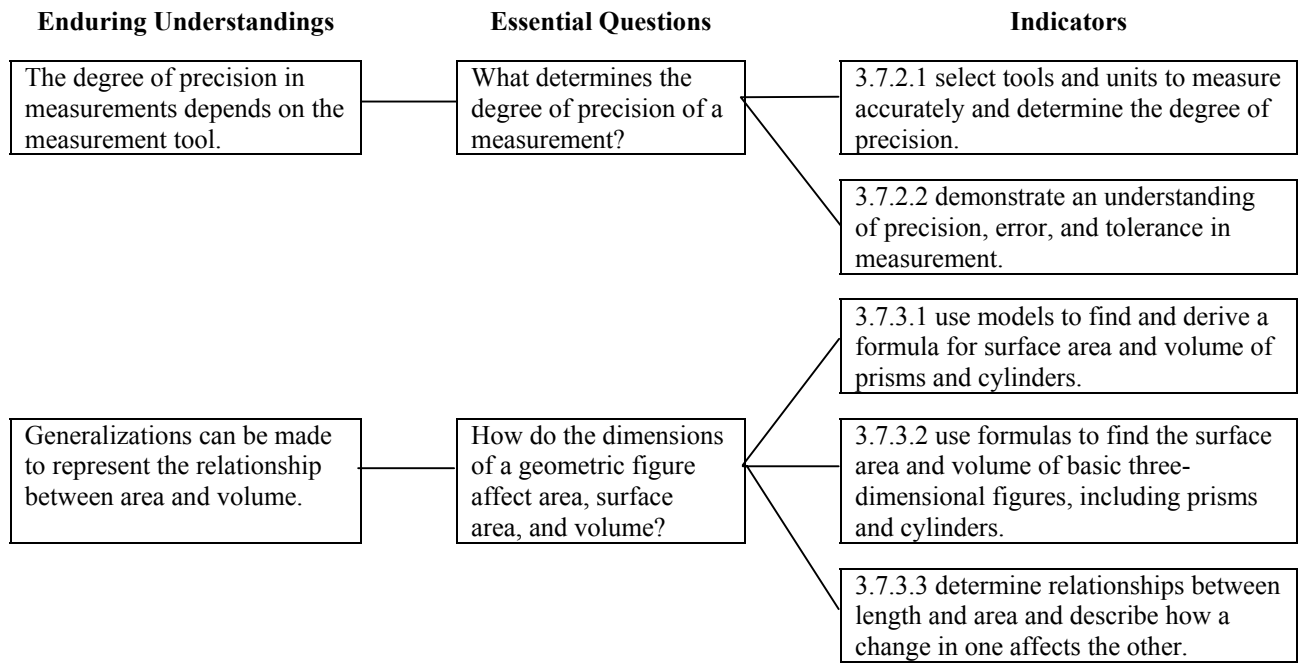 Enduring Understandings
Essential Questions
Indicators
The degree of precision in
measurements depends on the
measurement tool.
What determines the
degree of precision of a
measurement?
3.7.2.1 select tools and units to measure
accurately and determine the degree of
precision.
3.7.2.2 demonstrate an understanding
of precision, error, and tolerance in
measurement.
Generalizations can be made
to represent the relationship
between area and volume.
How do the dimensions
of a geometric figure
affect area, surface
area, and volume?
3.7.3.1 use models to find and derive a
formula for surface area and volume of
prisms and cylinders.
3.7.3.2 use formulas to find the surface
area and volume of basic three-
dimensional figures, including prisms
and cylinders.
3.7.3.3 determine relationships between
length and area and describe how a
change in one affects the other.